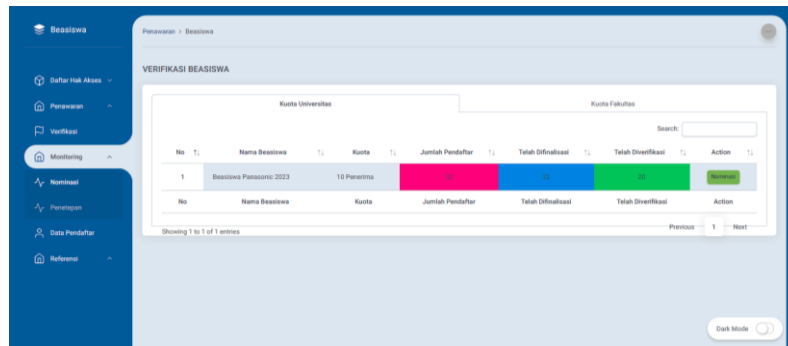 Beasiswa
Daftar Hak Akses
Penawaran
Verifikasi
Monitoring
Nominasi
Penetapan
Data Pendaftar
Referensi
Penawaran > Beasiswa
VERIFIKASI BEASISWA
Kuota Universitas Kuota Fakultas
Search:
No Nama Beasiswa Kuota Jumlah Pendaftar Telah Difinalisasi Telah Diverifikasi Action
1 Beasiswa Panasonic 2023 10 Penerima Nominasi
No Nama Beasiswa Kuota Jumlah Pendaftar Telah Difinalisasi Telah Diverifikasi Action
Showing 1 to 1 of 1 entries
Previous 1 Next
Dark Mode